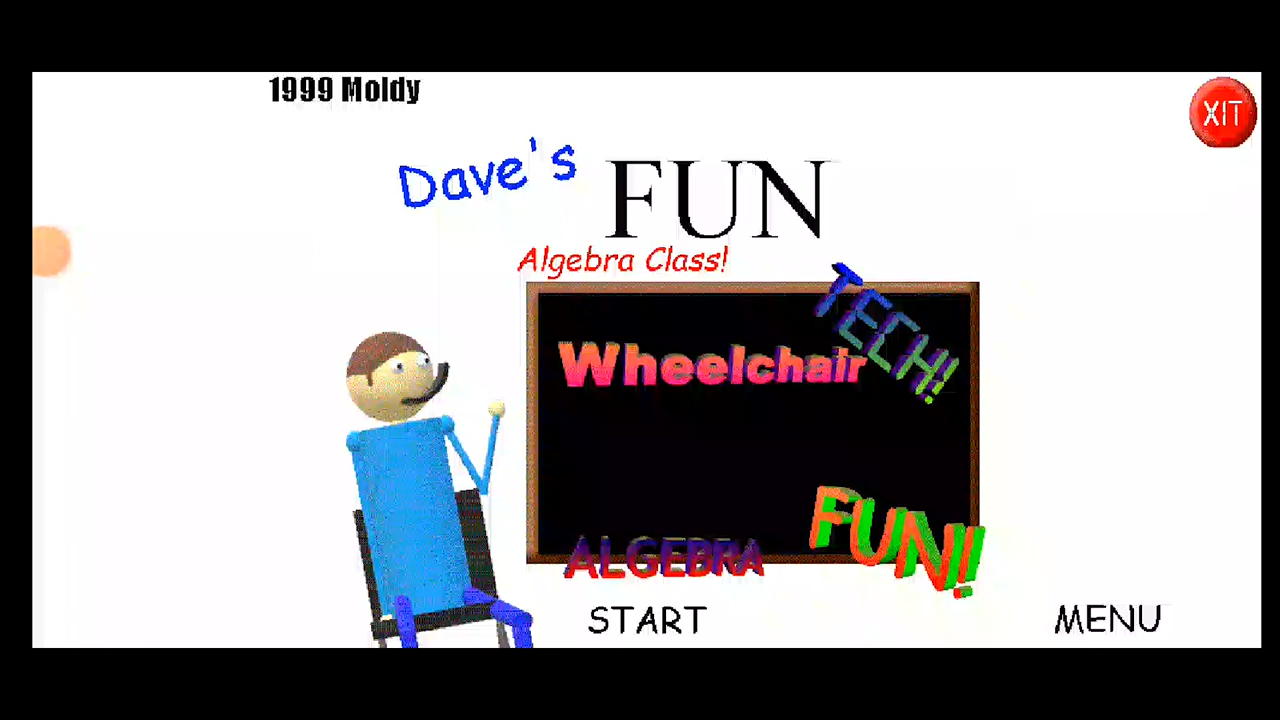 1999 Moldy
XIT
Dave's
FUN
Algebra Class!
TECH!!
Wheelchair
FUN!!
ALGEBRA
START
MENU